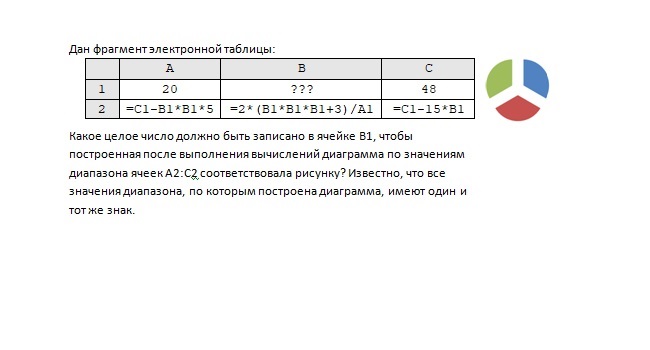 Дан фрагмент электронной таблицы:
A B C
1 20 ??? 48
2 =C1-B1*B1*5 =2*(B1*B1*B1+3)/A1 =C1-15*B1
Какое целое число должно быть записано в ячейке B1, чтобы
построенная после выполнения вычислений диаграмма по значениям
диапазона ячеек A2:C2 соответствовала рисунку? Известно, что все
значения диапазона, по которым построена диаграмма, имеют один и
тот же знак.